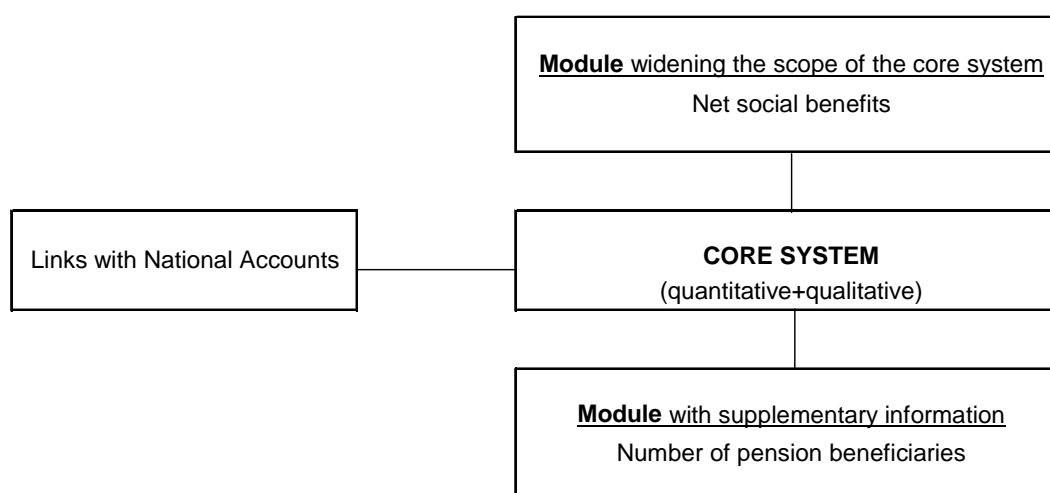 Module widening the scope of the core system
Net social benefits
Links with National Accounts
CORE SYSTEM
(quantitative+qualitative)
Module with supplementary information
Number of pension beneficiaries